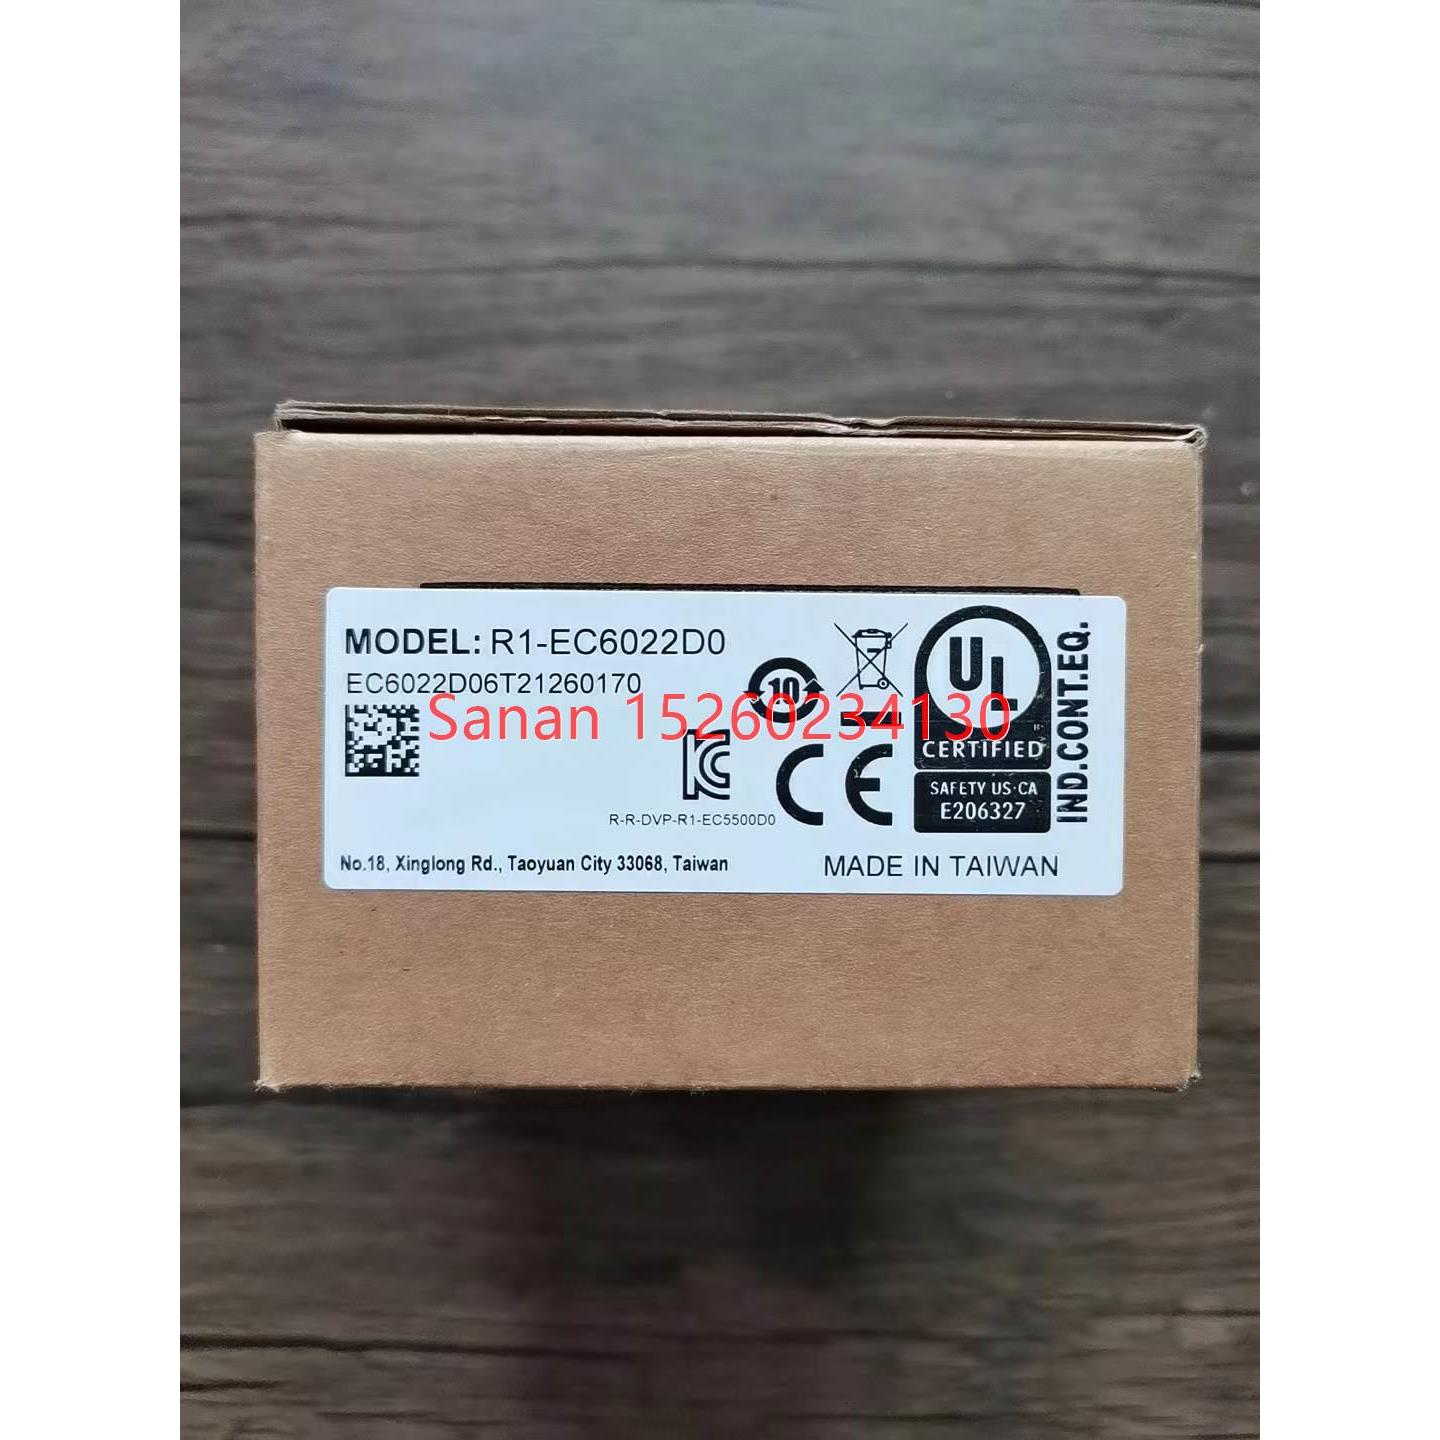 MODEL: R1-EC6022D0
EC6022D06T21260170
Sanan 15260234130
10
UL
CERTIFIED
SAFETY US·CA
E206327
IND.CONT.EQ.
CE
R-R-DVP-R1-EC5500D0
No.18, Xinglong Rd., Taoyuan City 33068, Taiwan
MADE IN TAIWAN